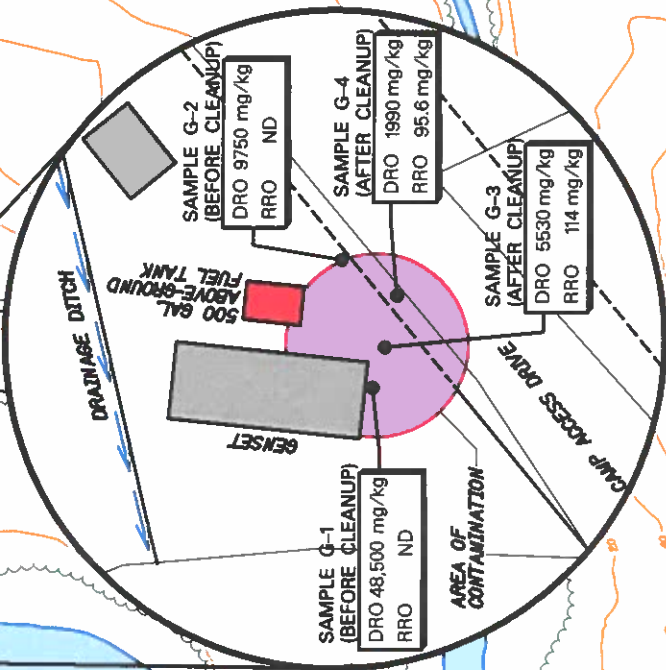 DRAINAGE DITCH
500 GAL
ABOVE-GROUND
FUEL TANK
GENSET
SAMPLE G-2
(BEFORE CLEANUP)
DRO 9750 mg/kg
RRO ND
SAMPLE G-4
(AFTER CLEANUP)
DRO 1990 mg/kg
RRO 95.6 mg/kg
SAMPLE G-3
(AFTER CLEANUP)
DRO 5530 mg/kg
RRO 114 mg/kg
SAMPLE G-1
(BEFORE CLEANUP)
DRO 48,500 mg/kg
RRO ND
AREA OF
CONTAMINATION
CAMP ACCESS DRIVE